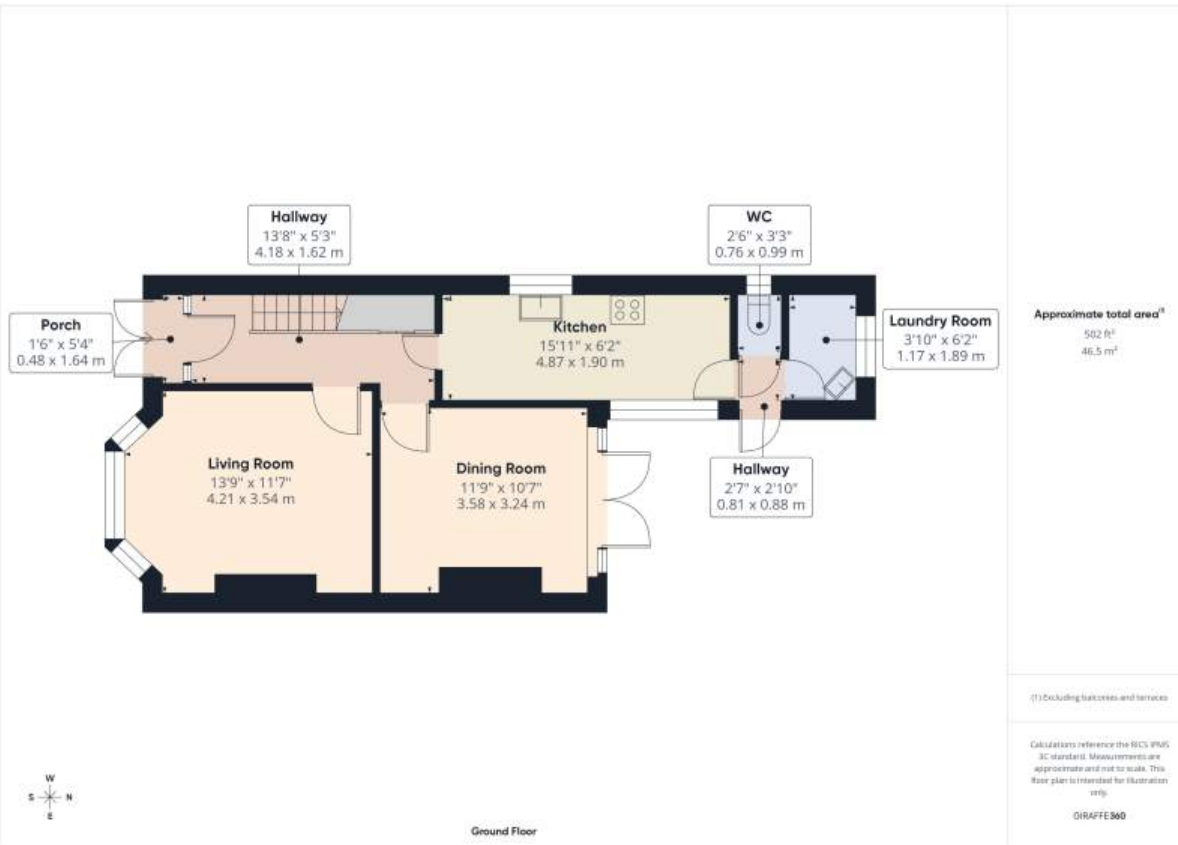 Hallway
13'8" x 5'3"
4.18 x 1.62 m
WC
2'6" x 3'3"
0.76 x 0.99 m
Porch
1'6" x 5'4"
0.48 x 1.64 m
Kitchen
15'11" x 6'2"
4.87 x 1.90 m
Laundry Room
3'10" x 6'2"
1.17 x 1.89 m
Living Room
13'9" x 11'7"
4.21 x 3.54 m
Dining Room
11'9" x 10'7"
3.58 x 3.24 m
Hallway
2'7" x 2'10"
0.81 x 0.88 m
Approximate total area⁽¹⁾
502 ft²
46.5 m²
(1) Excluding balconies and terraces
Calculations reference the RICS IPMS
3C standard. Measurements are
approximate and not to scale. This
floor plan is intended for illustration
only.
GIRAFFE360
W
S N
E
Ground Floor